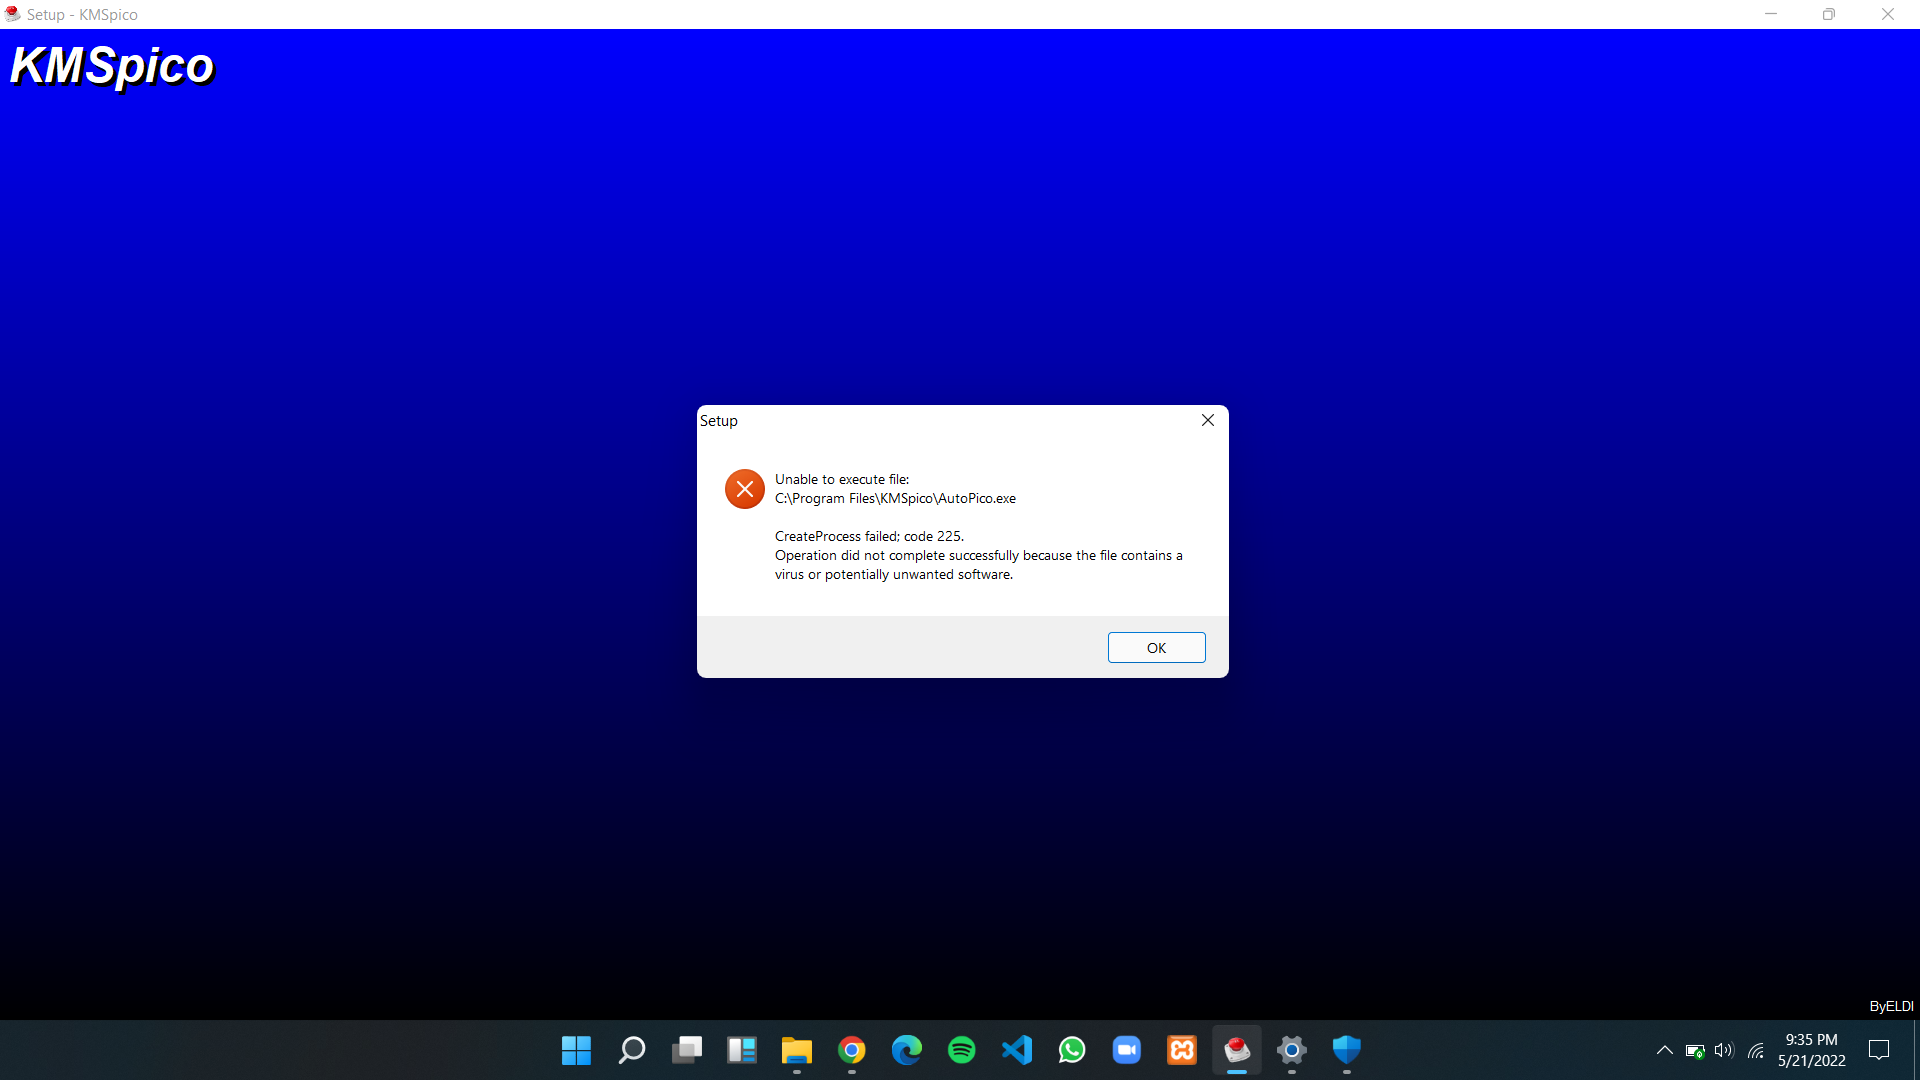 Setup - KMSpico
KMSpico
Setup
Unable to execute file:
C:\Program Files\KMSpico\AutoPico.exe
CreateProcess failed; code 225.
Operation did not complete successfully because the file contains a
virus or potentially unwanted software.
OK
ByELDI
9:35 PM
5/21/2022